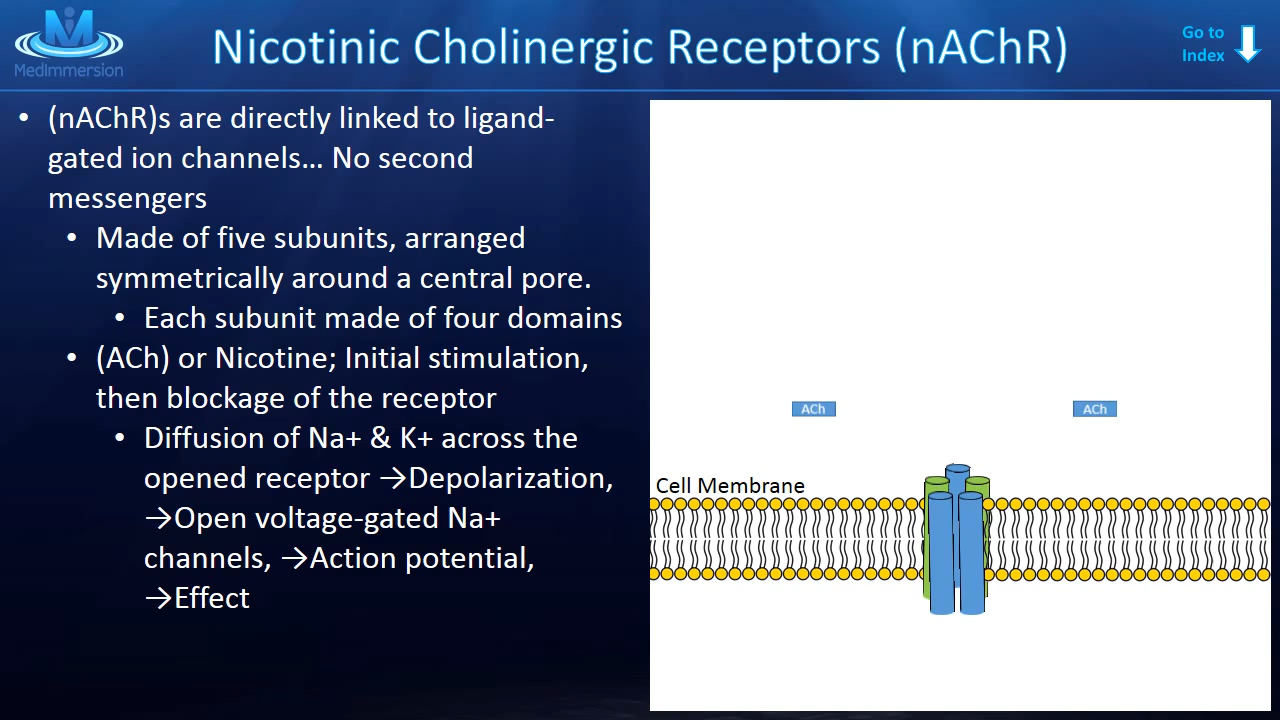 MedImmersion
Nicotinic Cholinergic Receptors (nAChR)
Go to
Index
• (nAChR)s are directly linked to ligand-
gated ion channels... No second
messengers
• Made of five subunits, arranged
symmetrically around a central pore.
• Each subunit made of four domains
• (ACh) or Nicotine; Initial stimulation,
then blockage of the receptor
• Diffusion of Na+ & K+ across the
opened receptor →Depolarization,
→Open voltage-gated Na+
channels, →Action potential,
→Effect
ACh
ACh
Cell Membrane